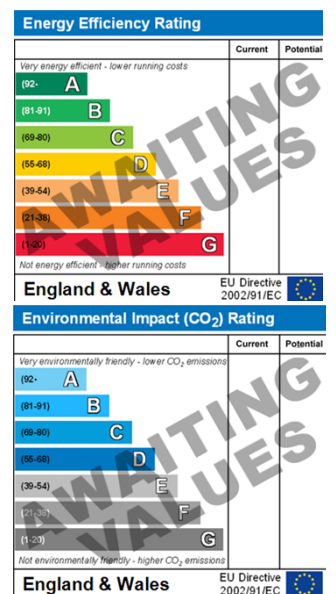 Energy Efficiency Rating
Current Potential
Very energy efficient - lower running costs
(92- A
(81-91) B
(69-80) C
(55-68) D
(39-54) E
(21-38) F
(1-20) G
Not energy efficient - higher running costs
AWAITING
VALUES
England & Wales
EU Directive
2002/91/EC
Environmental Impact (CO₂) Rating
Current Potential
Very environmentally friendly - lower CO₂ emissions
(92- A
(81-91) B
(69-80) C
(55-68) D
(39-54) E
(21-38) F
(1-20) G
Not environmentally friendly - higher CO₂ emissions
AWAITING
VALUES
England & Wales
EU Directive
2002/91/EC